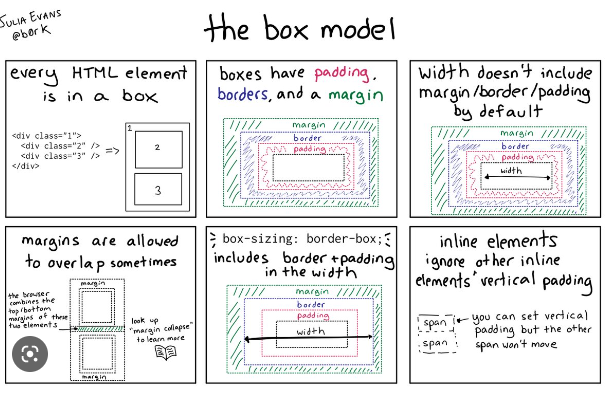 JULIA EVANS
@b0rk
the box model
every HTML element
is in a box
<div class="1">
<div class="2" />
<div class="3" />
</div>
=>
1
2
3
boxes have padding,
borders, and a margin
margin
border
padding
width doesn't include
margin/border/padding
by default
margin
border
padding
width
margins are allowed
to overlap sometimes
the browser
combines the
top/bottom
margins of these
two elements
margin
margin
look up
"margin collapse"
to learn more
box-sizing: border-box;
includes border + padding
in the width
margin
border
padding
width
inline elements
ignore other inline
elements' vertical padding
span
span
you can set vertical
padding but the other
span won't move